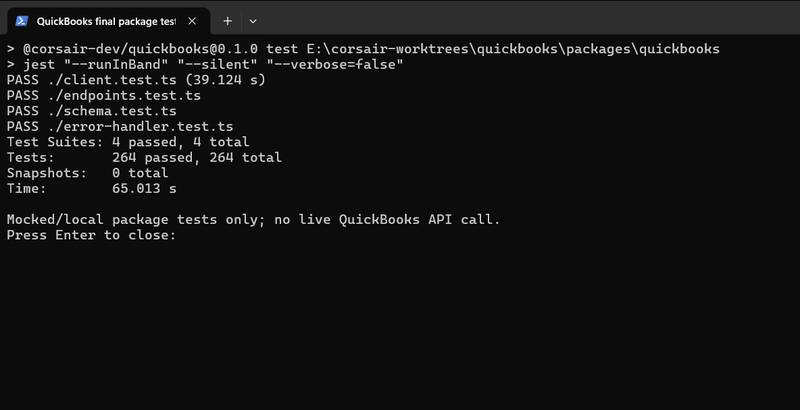 QuickBooks final package test
> @corsair-dev/quickbooks@0.1.0 test E:\corsair-worktrees\quickbooks\packages\quickbooks
> jest "--runInBand" "--silent" "--verbose=false"
PASS ./client.test.ts (39.124 s)
PASS ./endpoints.test.ts
PASS ./schema.test.ts
PASS ./error-handler.test.ts
Test Suites: 4 passed, 4 total
Tests:       264 passed, 264 total
Snapshots:   0 total
Time:        65.013 s
Mocked/local package tests only; no live QuickBooks API call.
Press Enter to close: